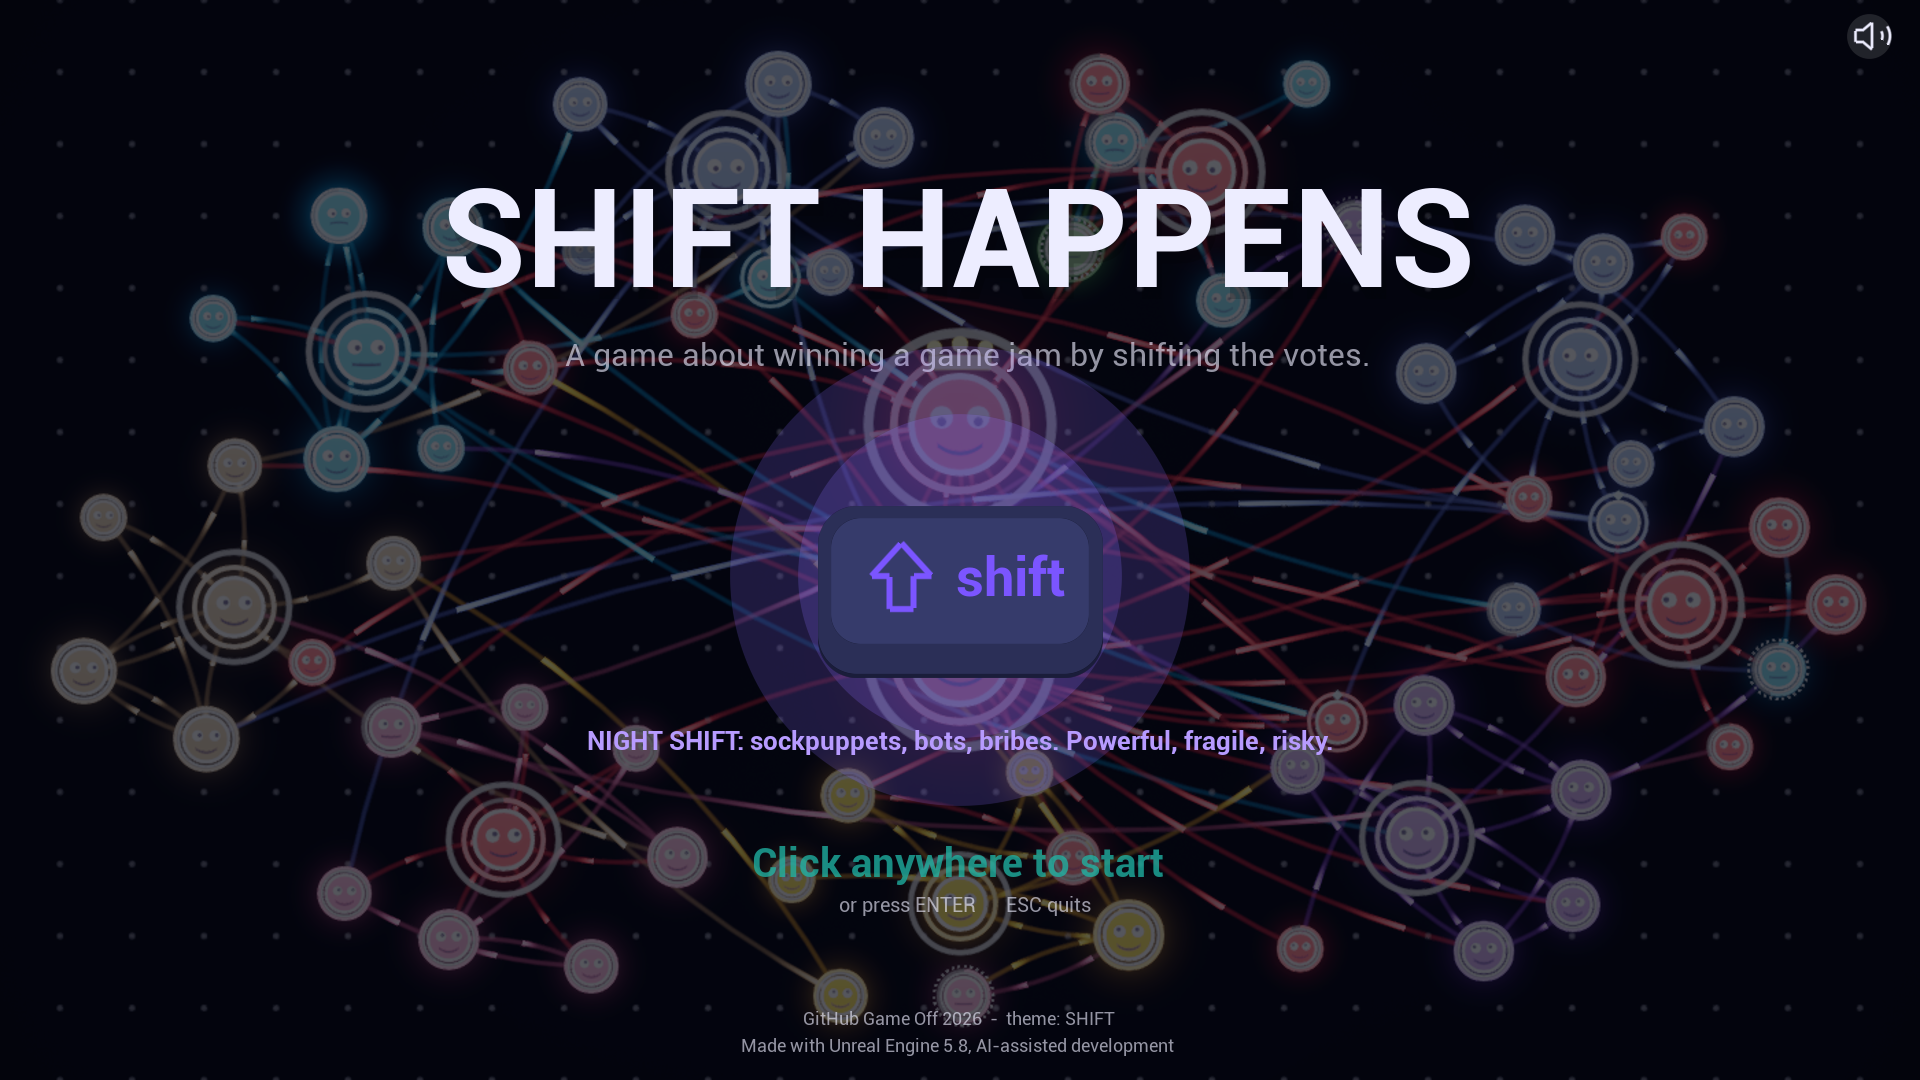 SHIFT HAPPENS
A game about winning a game jam by shifting the votes.
shift
NIGHT SHIFT: sockpuppets, bots, bribes. Powerful, fragile, risky.
Click anywhere to start
or press ENTER ESC quits
GitHub Game Off 2026 - theme: SHIFT
Made with Unreal Engine 5.8, AI-assisted development